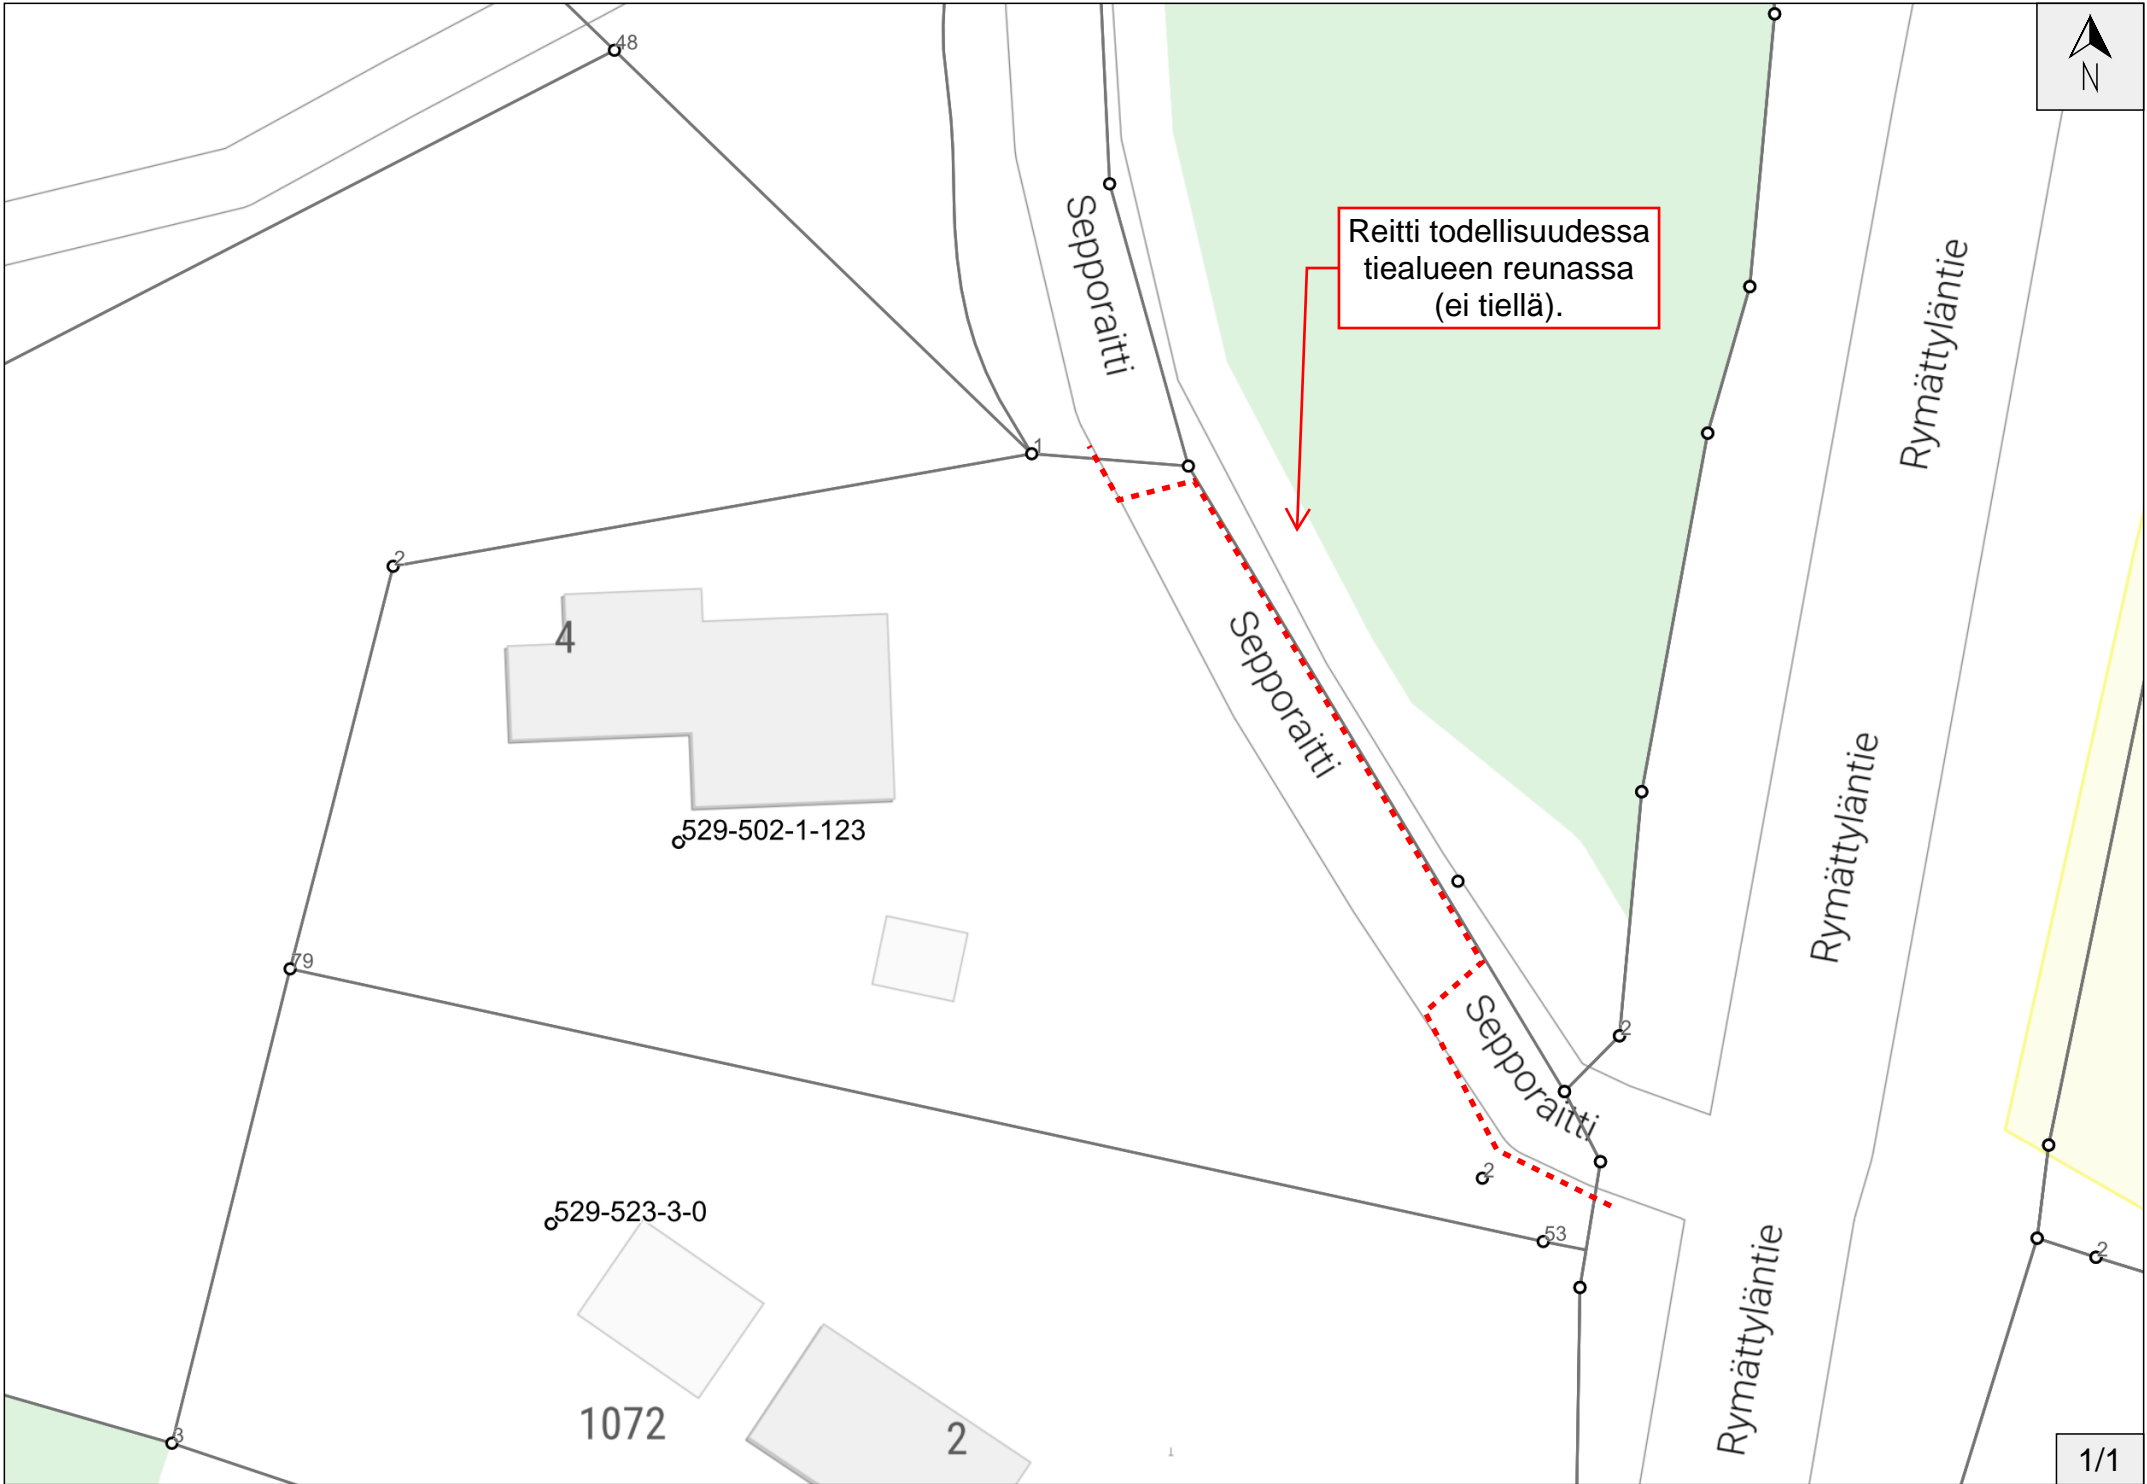 48
N
Sepporaitti
Reitti todellisuudessa
tiealueen reunassa
(ei tiellä).
Rymättyläntie
1
2
4
Sepporaitti
529-502-1-123
Rymättyläntie
79
Sepporaitti
2
2
529-523-3-0
53
2
Rymättyläntie
1072
2
3
1
1/1